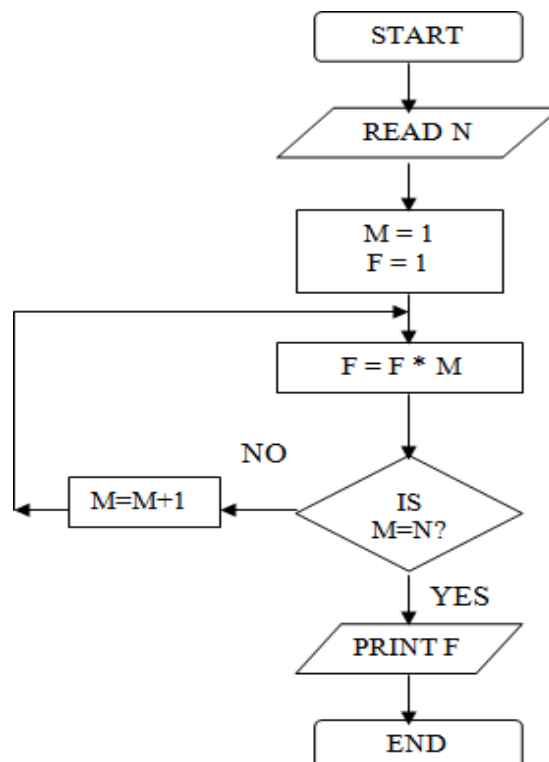 START
READ N
M = 1
F = 1
F = F * M
NO
M=M+1
IS
M=N?
YES
PRINT F
END